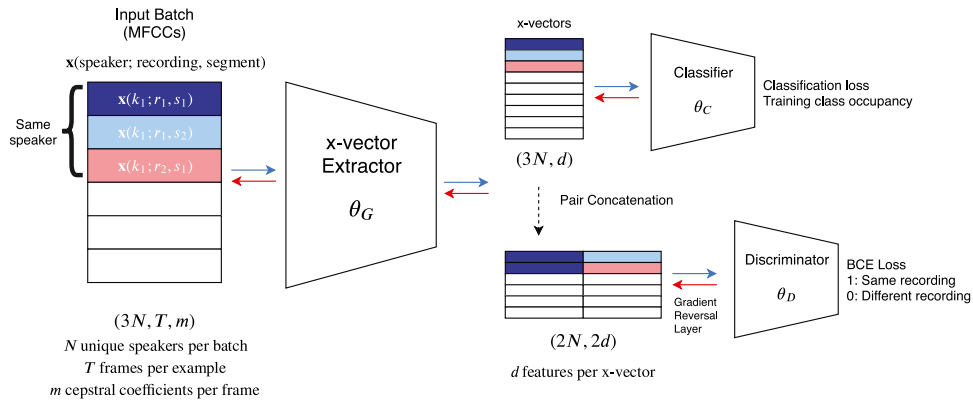 Input Batch
(MFCCs)
x(speaker; recording, segment)
Same
speaker
x(k₁; r₁, s₁)
x(k₁; r₁, s₂)
x(k₁; r₂, s₁)
(3N, T, m)
N unique speakers per batch
T frames per example
m cepstral coefficients per frame
x-vector
Extractor
θ_G
x-vectors
(3N, d)
Pair Concatenation
(2N, 2d)
d features per x-vector
Classifier
θ_C
Classification loss
Training class occupancy
Gradient
Reversal
Layer
Discriminator
θ_D
BCE Loss
1: Same recording
0: Different recording